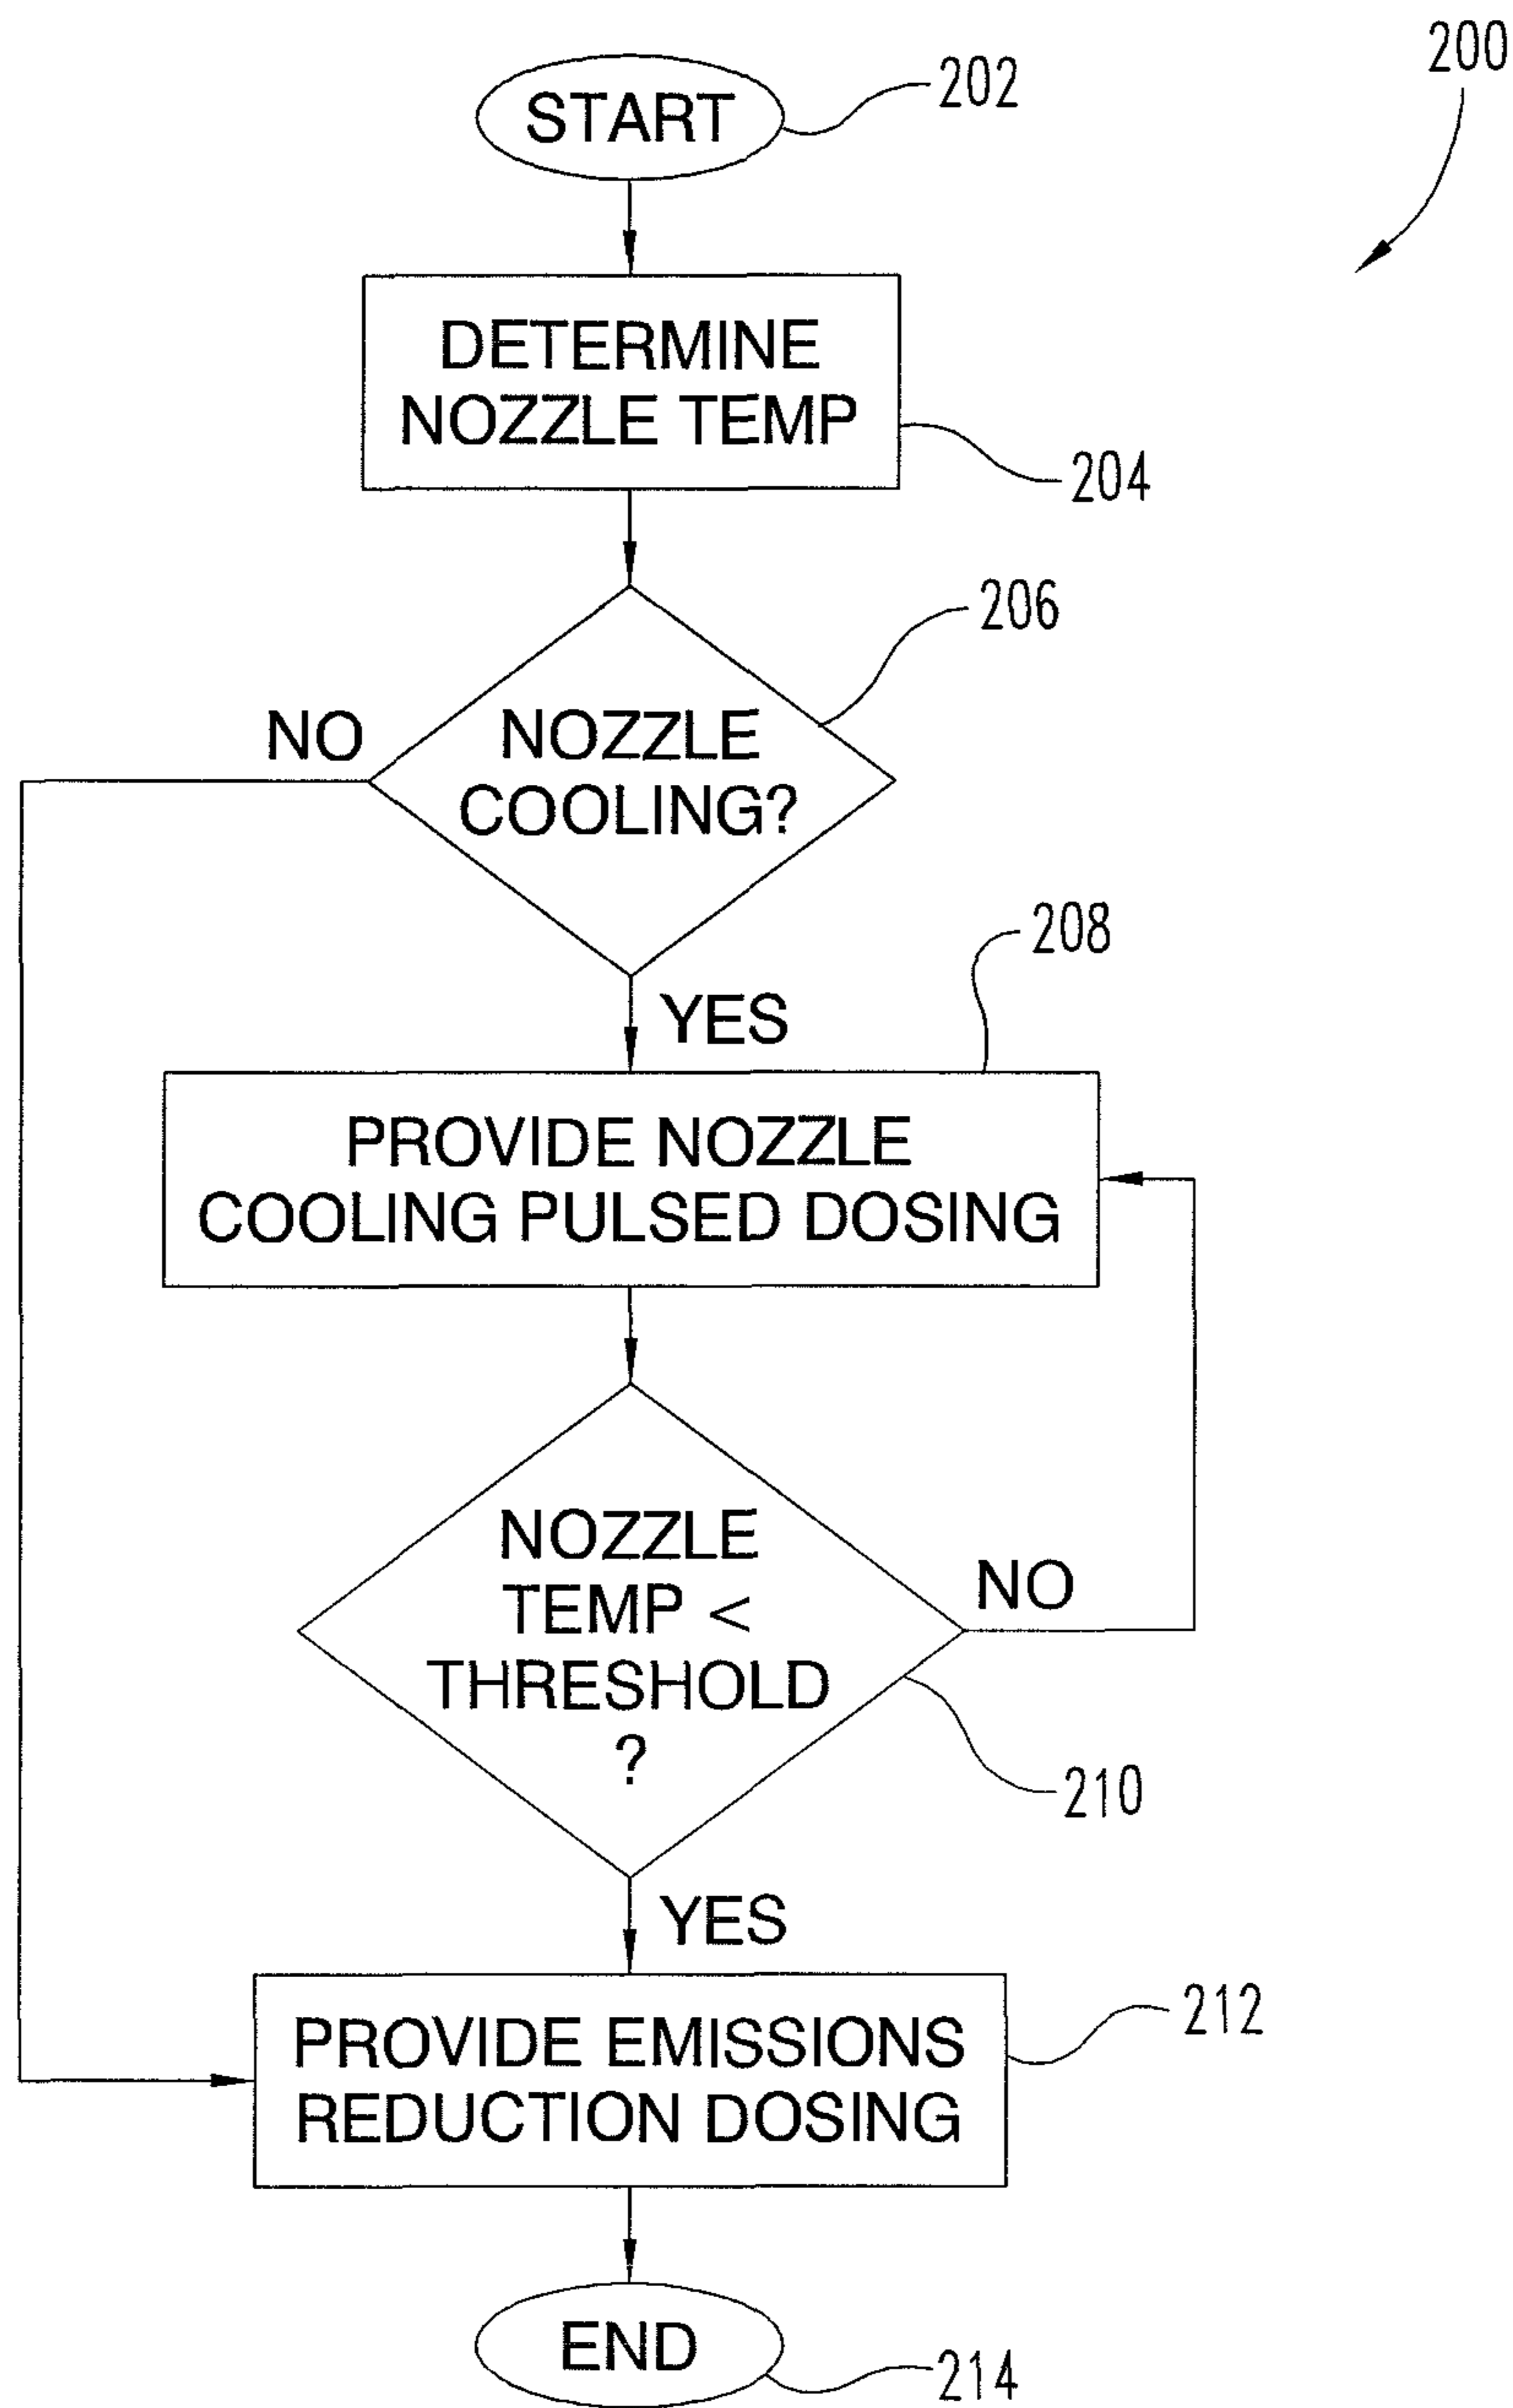 200
START
202
DETERMINE
NOZZLE TEMP
204
206
NO
NOZZLE
COOLING?
YES
208
PROVIDE NOZZLE
COOLING PULSED DOSING
NOZZLE
TEMP <
THRESHOLD
?
NO
210
YES
PROVIDE EMISSIONS
REDUCTION DOSING
212
END
214